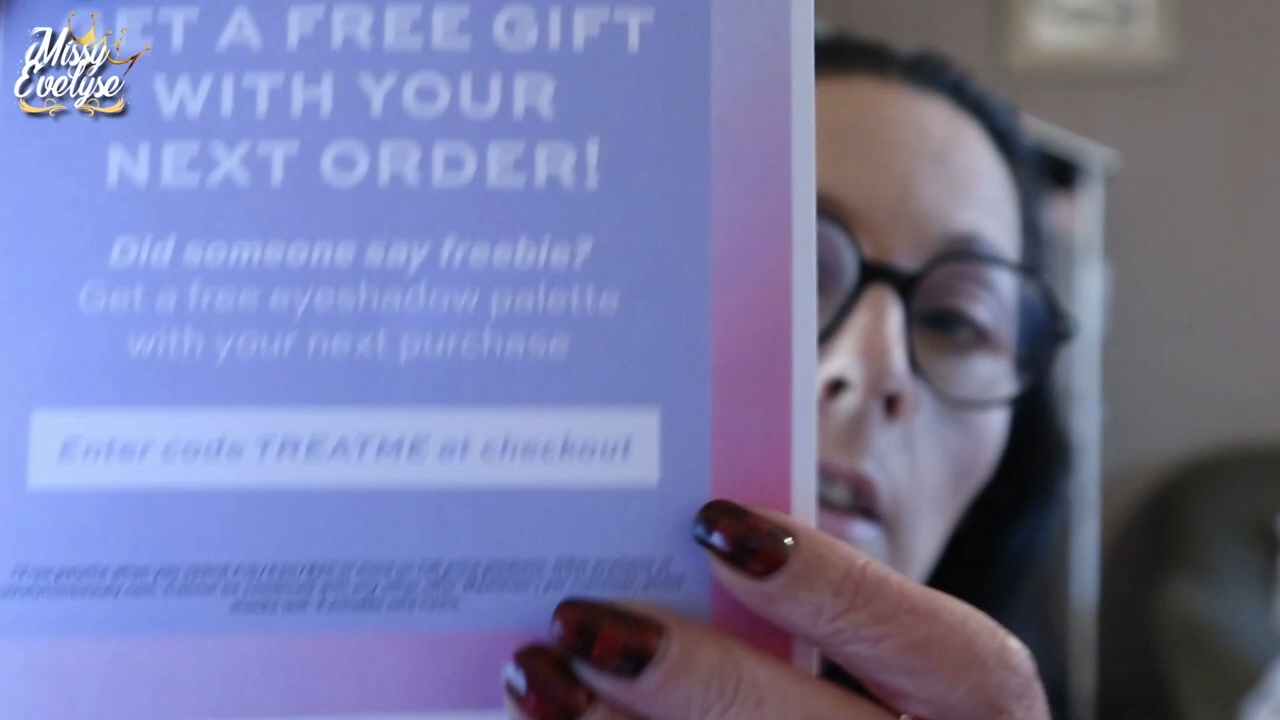 Missy
Evelyse
GET A FREE GIFT
WITH YOUR
NEXT ORDER!
Did someone say freebie?
Get a free eyeshadow palette
with your next purchase
Enter code TREATME at checkout